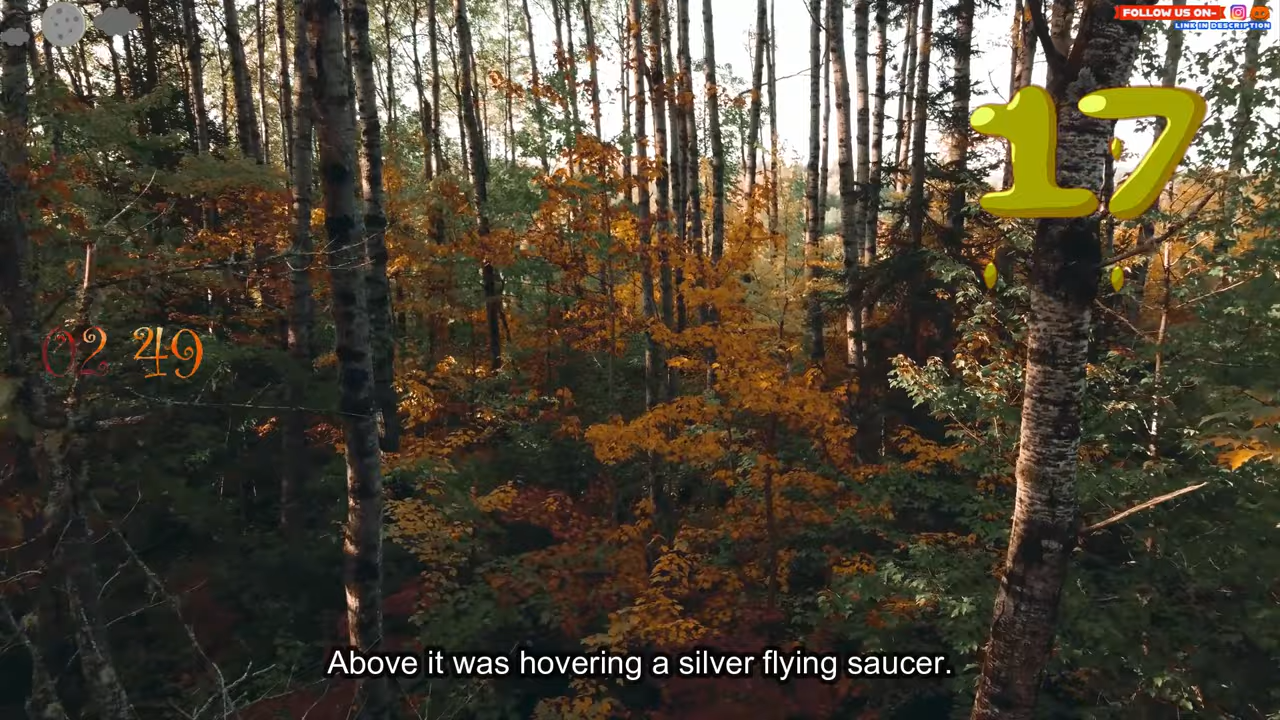 FOLLOW US ON-
LINK IN DESCRIPTION
17
02 49
Above it was hovering a silver flying saucer.